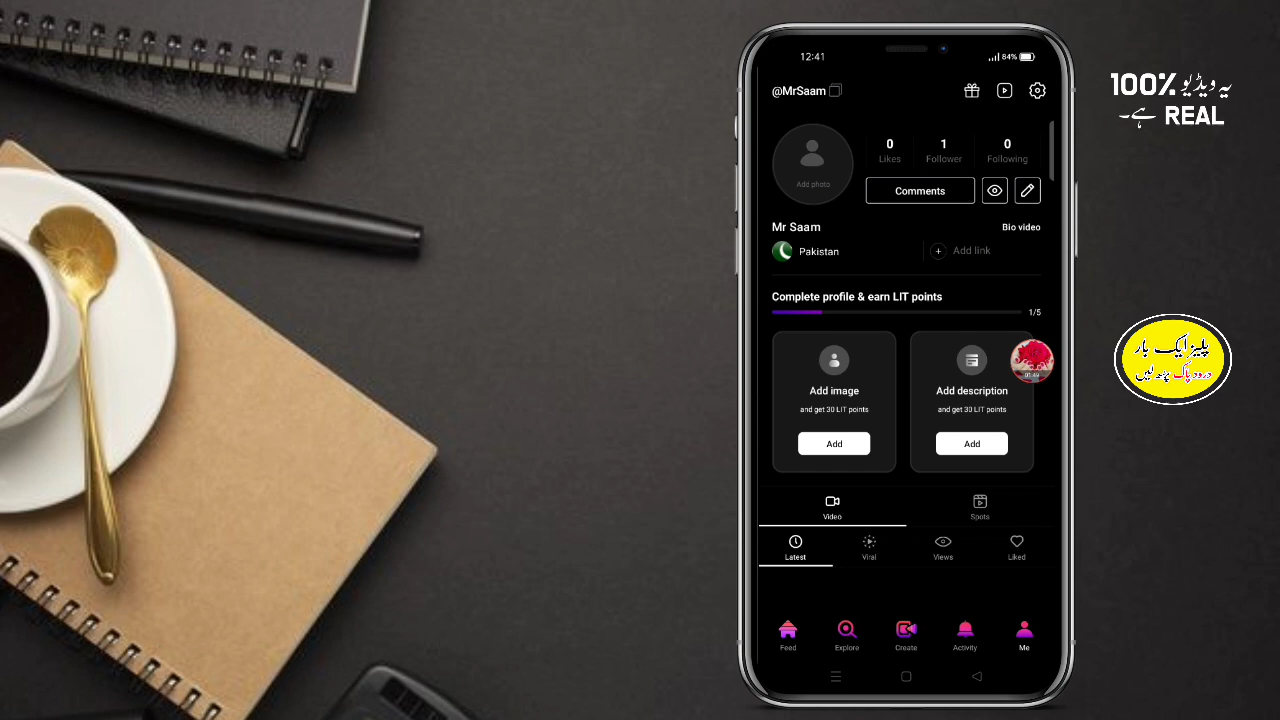 12:41
84%
@MrSaam
Add photo
0 1 0
Likes Follower Following
Comments
Mr Saam
Bio video
Pakistan
+ Add link
Complete profile & earn LIT points
1/5
Add image
and get 30 LIT points
Add
Add description
and get 30 LIT points
Add
01:49
Video Spots
Latest Viral Views Liked
Feed Explore Create Activity Me
یہ ویڈیو 100%
REAL ہے۔
پلیز ایک بار
درود پاک پڑھ لیں